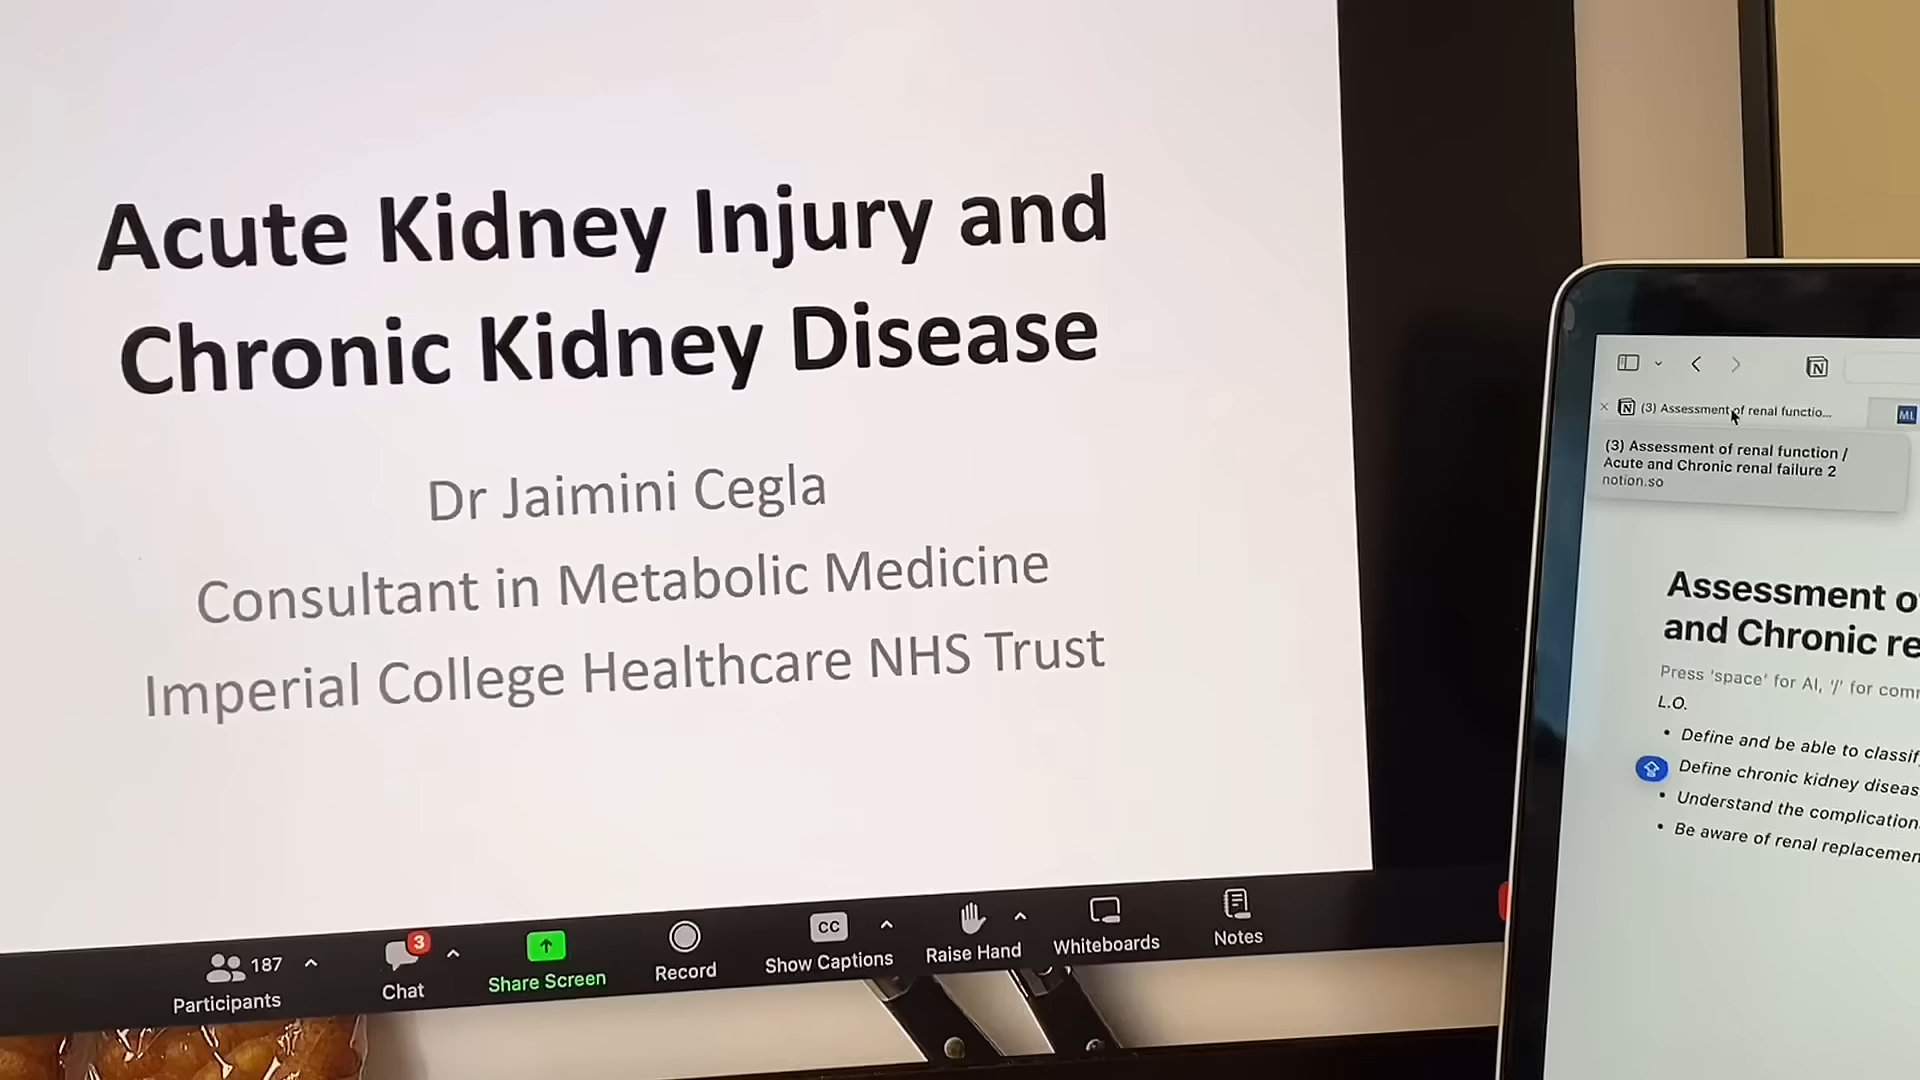 Acute Kidney Injury and
Chronic Kidney Disease
Dr Jaimini Cegla
Consultant in Metabolic Medicine
Imperial College Healthcare NHS Trust
187
Participants
3
Chat
Share Screen
Record
CC
Show Captions
Raise Hand
Whiteboards
Notes
N
N (3) Assessment of renal functio...
ML
(3) Assessment of renal function /
Acute and Chronic renal failure 2
notion.so
Assessment o
and Chronic re
Press 'space' for AI, '/' for comm
L.O.
• Define and be able to classif
Define chronic kidney diseas
• Understand the complication
• Be aware of renal replacemen